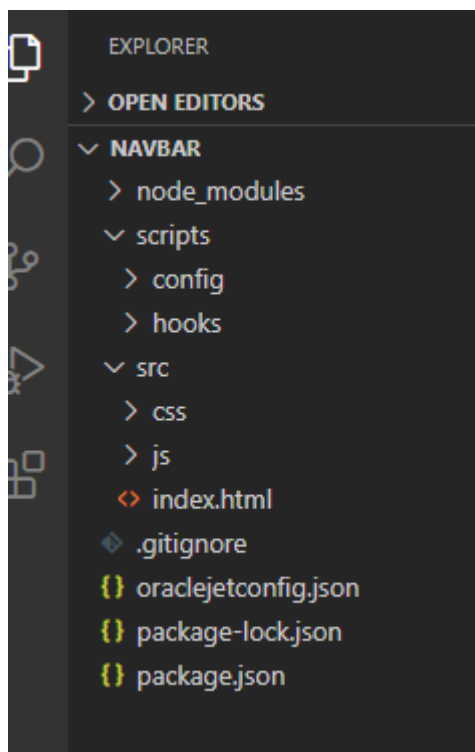 EXPLORER
OPEN EDITORS
NAVBAR
node_modules
scripts
config
hooks
src
css
js
index.html
.gitignore
oraclejetconfig.json
package-lock.json
package.json